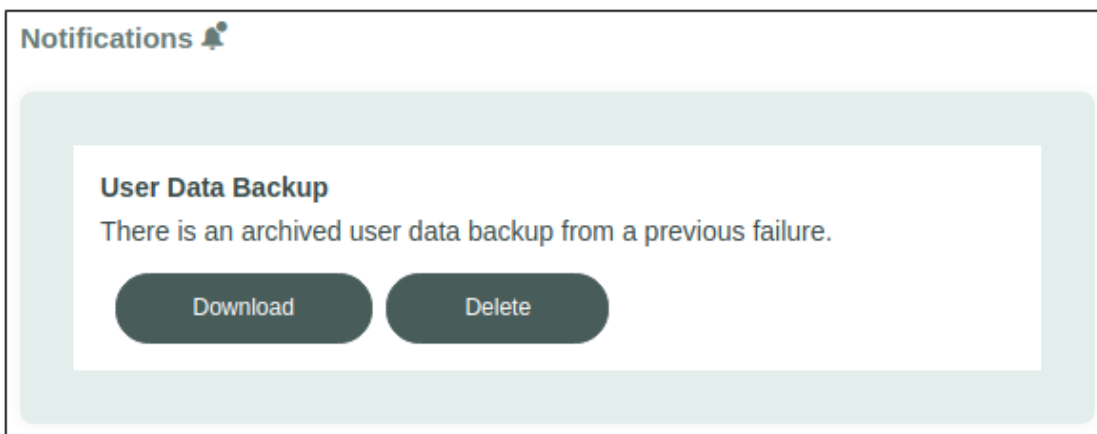 Notifications
User Data Backup
There is an archived user data backup from a previous failure.
Download Delete